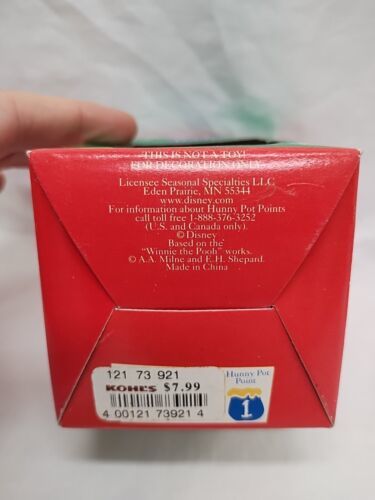 THIS IS NOT A TOY!
FOR DECORATION ONLY.
Licensee Seasonal Specialties LLC
Eden Prairie, MN 55344
www.disney.com
For information about Hunny Pot Points
call toll free 1-888-376-3252
(U.S. and Canada only).
© Disney
Based on the
"Winnie the Pooh" works.
© A.A. Milne and E.H. Shepard.
Made in China
121 73 921
KOHL'S $7.99
4 00121 73921 4
Hunny Pot
Point
1